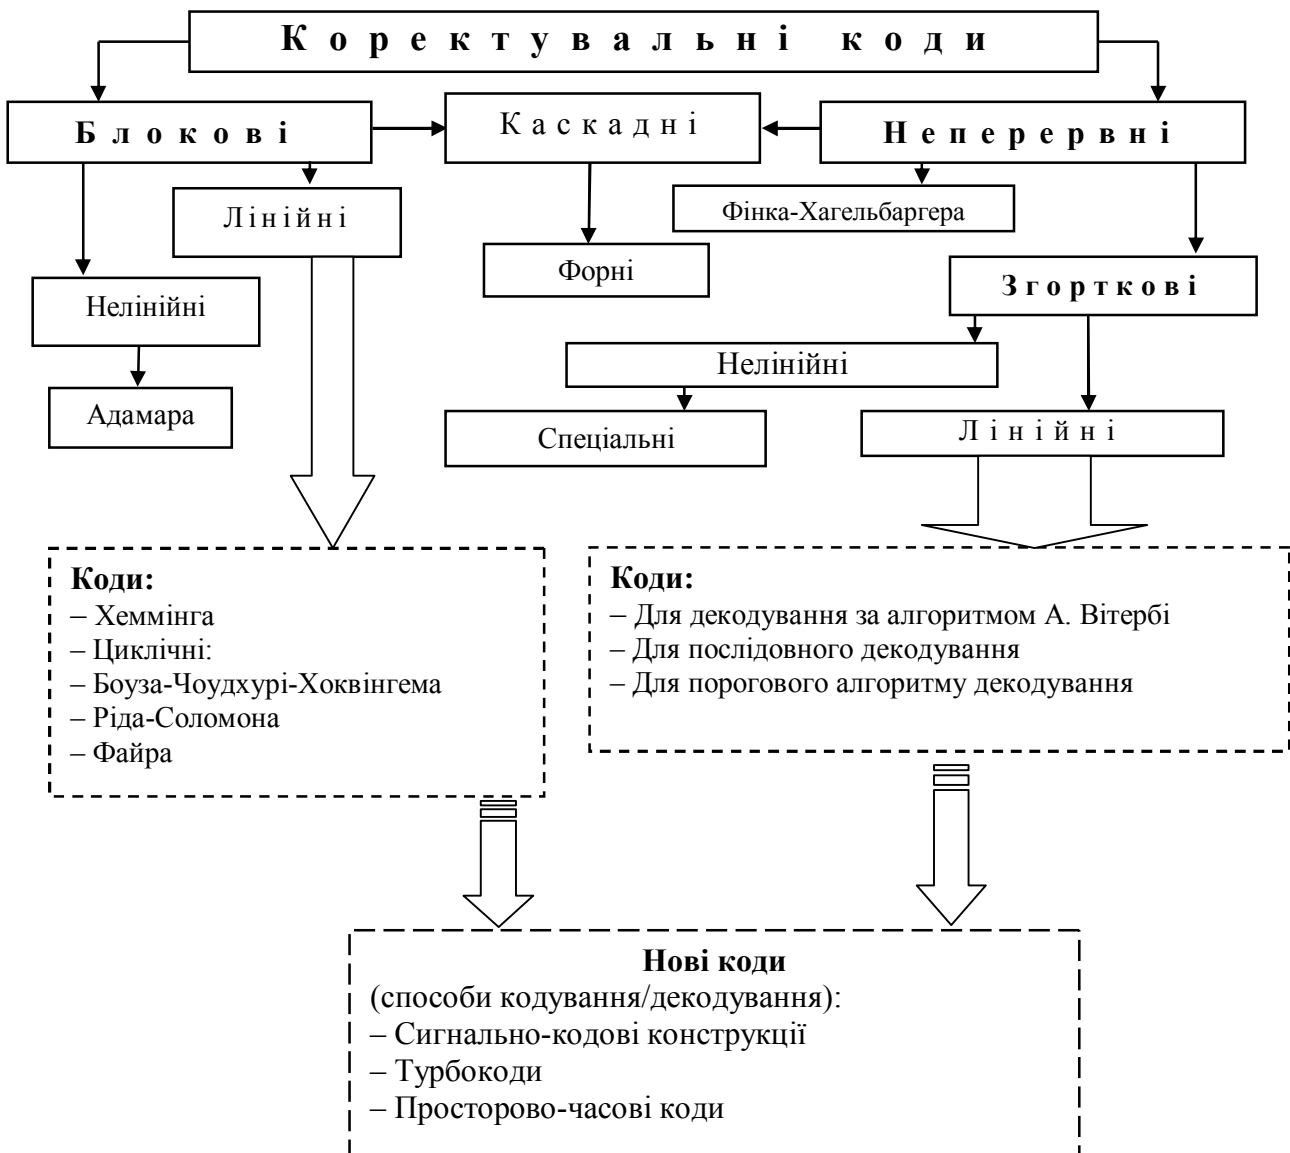 Коректувальні коди
Блокові
Каскадні
Неперервні
Лінійні
Фінка-Хагельбаргера
Форні
Згорткові
Нелінійні
Нелінійні
Адамара
Спеціальні
Лінійні
Коди:
– Хеммінга
– Циклічні:
– Боуза-Чоудхурі-Хоквінгема
– Ріда-Соломона
– Файра
Коди:
– Для декодування за алгоритмом А. Вітербі
– Для послідовного декодування
– Для порогового алгоритму декодування
Нові коди
(способи кодування/декодування):
– Сигнально-кодові конструкції
– Турбокоди
– Просторово-часові коди